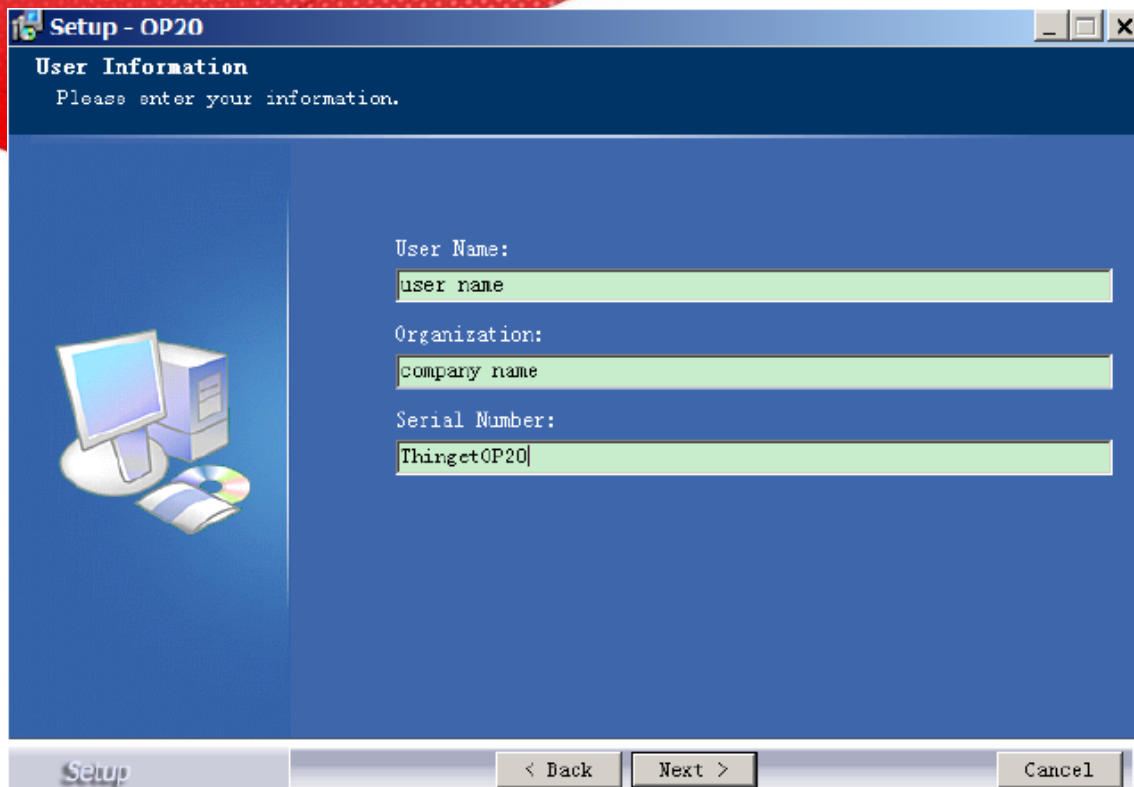 Setup - OP20
User Information
Please enter your information.
User Name:
user name
Organization:
company name
Serial Number:
ThingetOP20
Setup
< Back
Next >
Cancel